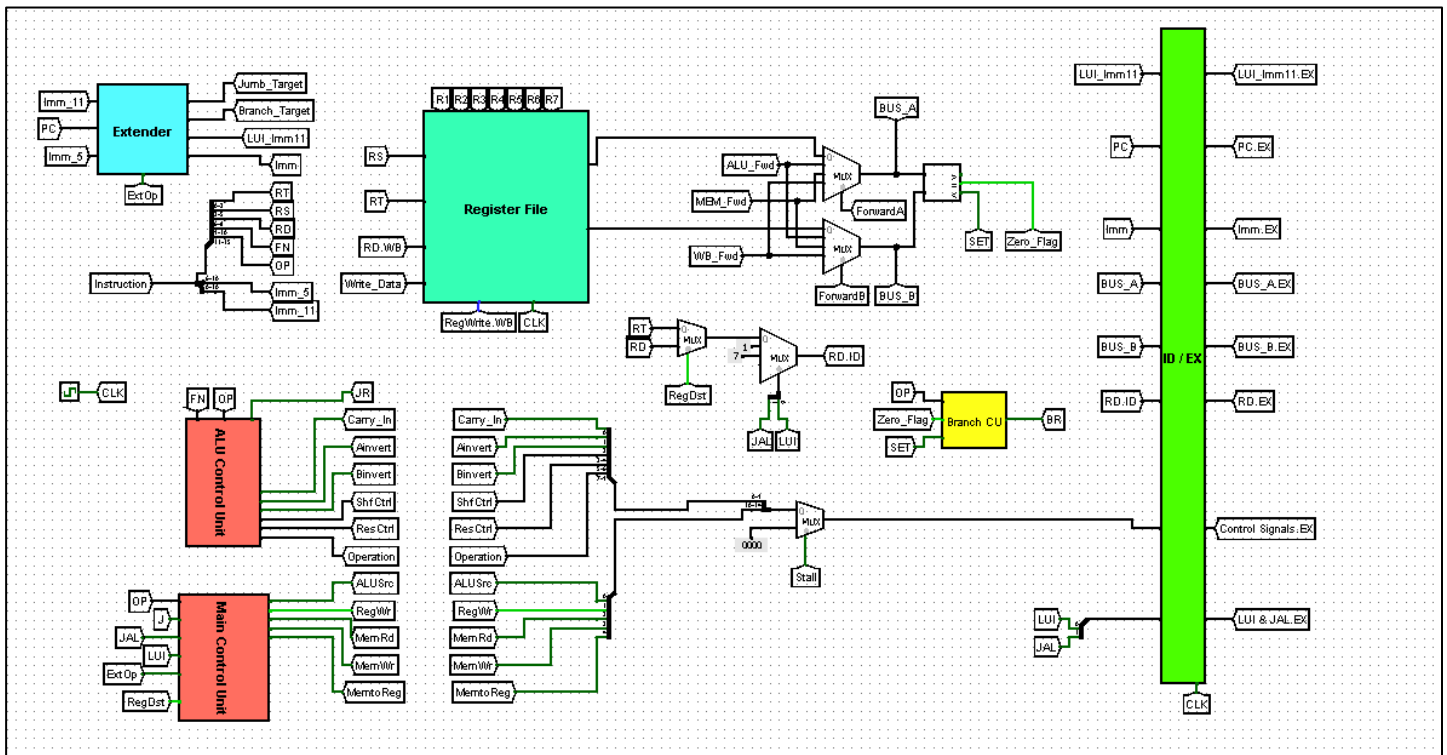 Imm_11
PC
Imm_5
Extender
ExtOp
Jumb_Target
Branch_Target
LUI_Imm11
Imm
Instruction
RT
RS
RD
FN
OP
Imm_5
Imm_11
R1 R2 R3 R4 R5 R6 R7
RS
RT
RD.WB
Write_Data
Register File
RegWrite.WB
CLK
BUS_A
ALU_Fwd
MEM_Fwd
WB_Fwd
MUX
ForwardA
MUX
ForwardB
BUS_B
SET
Zero_Flag
RT
RD
MUX
RegDst
1
7
MUX
RD.ID
JAL
LUI
OP
Zero_Flag
SET
Branch CU
BR
CLK
FN
OP
ALU Control Unit
JR
Carry_In
Ainvert
Binvert
ShfCtrl
ResCtrl
Operation
OP
J
JAL
LUI
ExtOp
RegDst
Main Control Unit
ALUSrc
RegWr
MemRd
MemWr
MemtoReg
Carry_In
Ainvert
Binvert
ShfCtrl
ResCtrl
Operation
ALUSrc
RegWr
MemRd
MemWr
MemtoReg
0000
MUX
Stall
LUI
JAL
LUI_Imm11
PC
Imm
BUS_A
BUS_B
RD.ID
ID / EX
LUI_Imm11.EX
PC.EX
Imm.EX
BUS_A.EX
BUS_B.EX
RD.EX
Control Signals.EX
LUI & JAL.EX
CLK